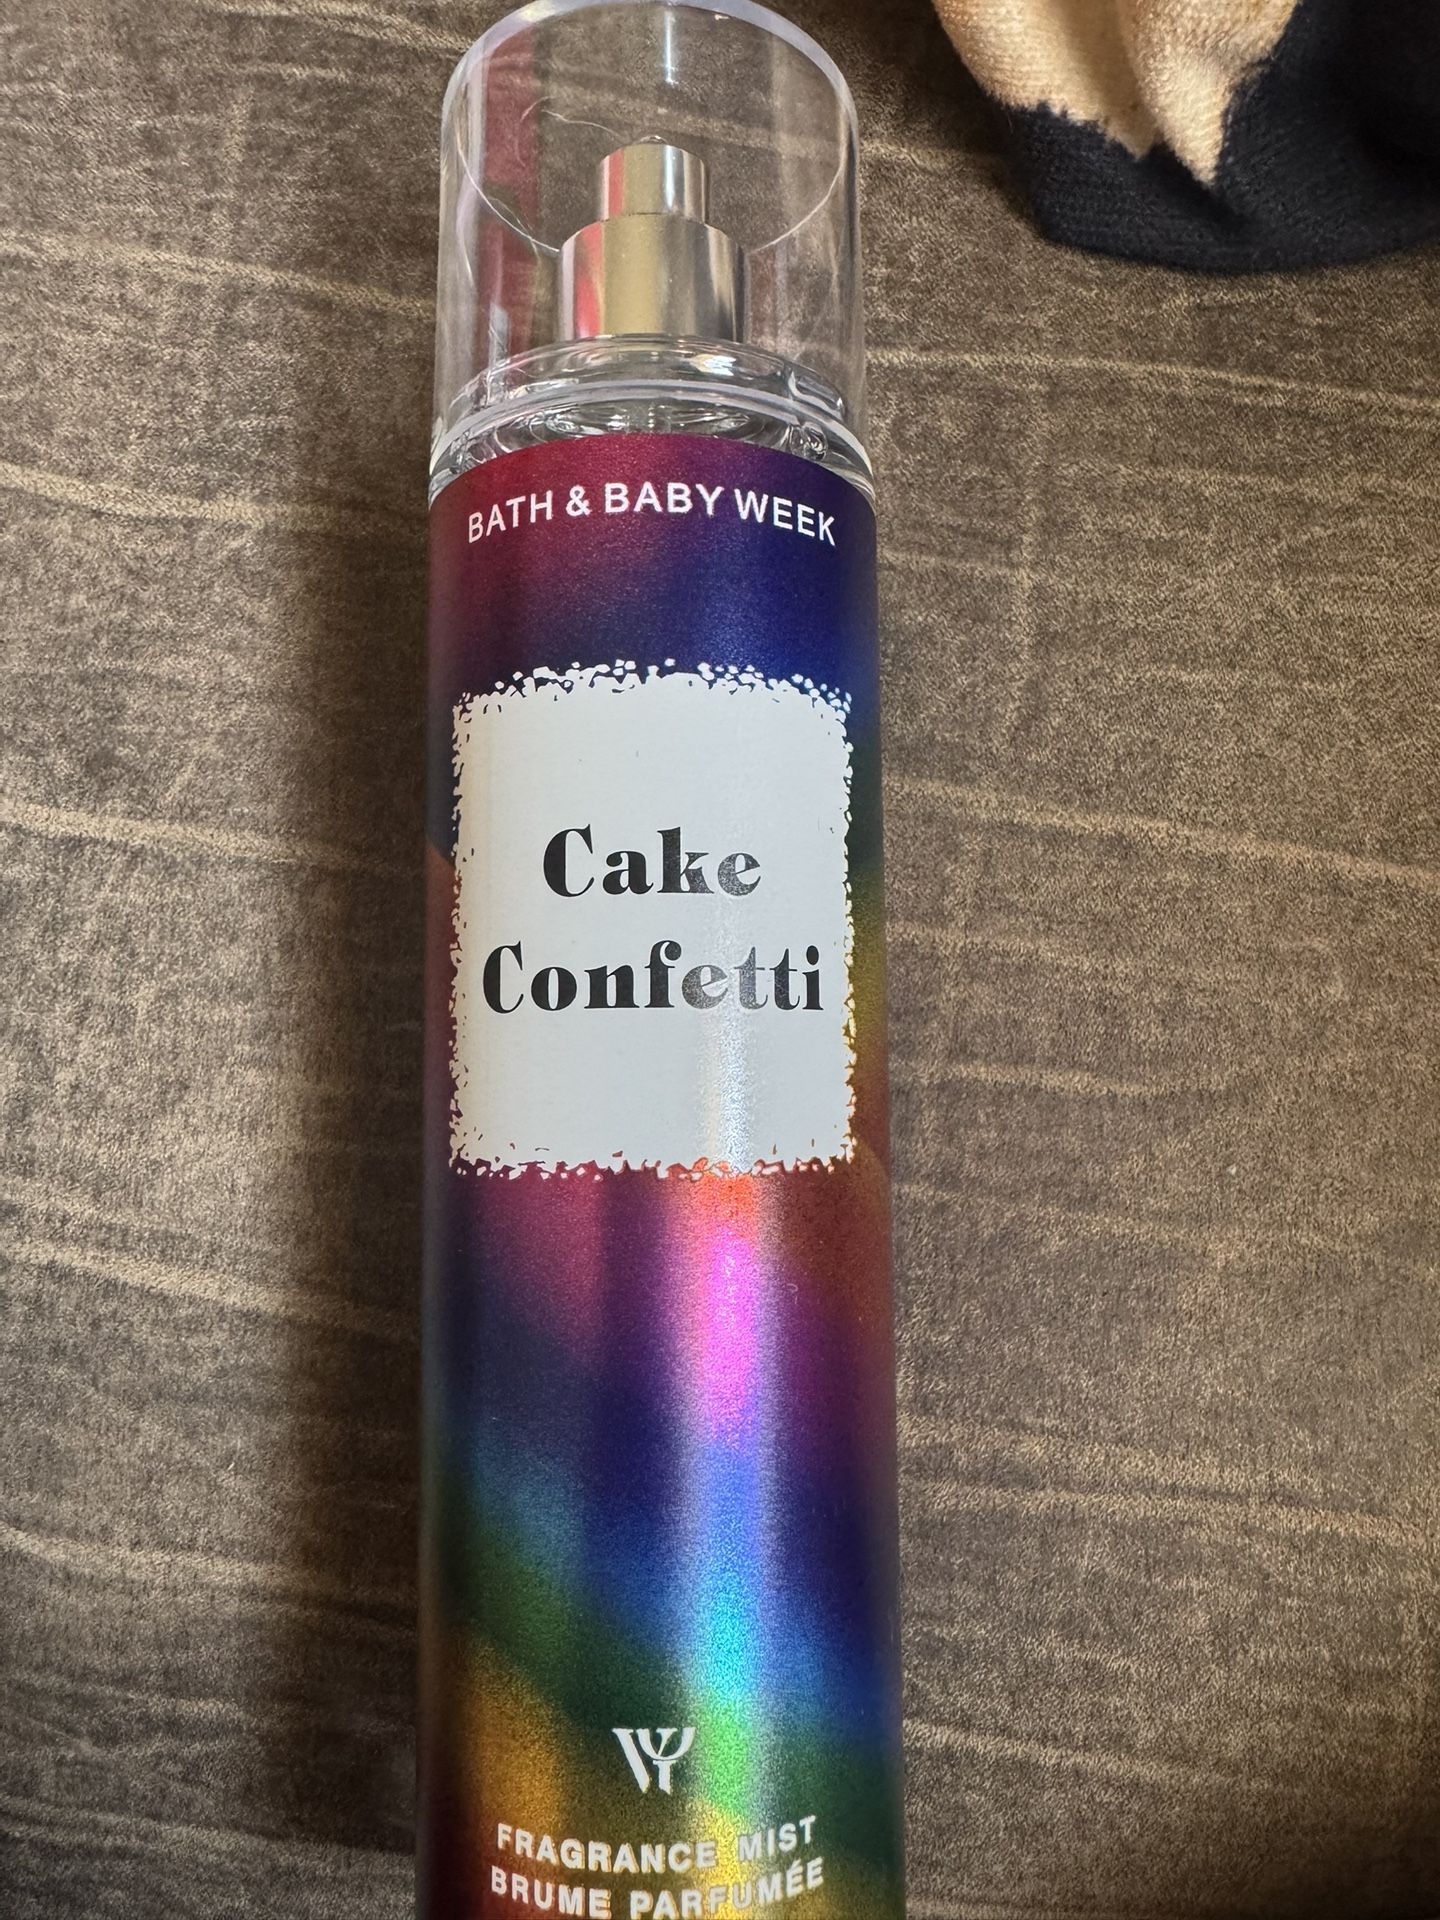 BATH & BABY WEEK
Cake
Confetti
FRAGRANCE MIST
BRUME PARFUMÉE